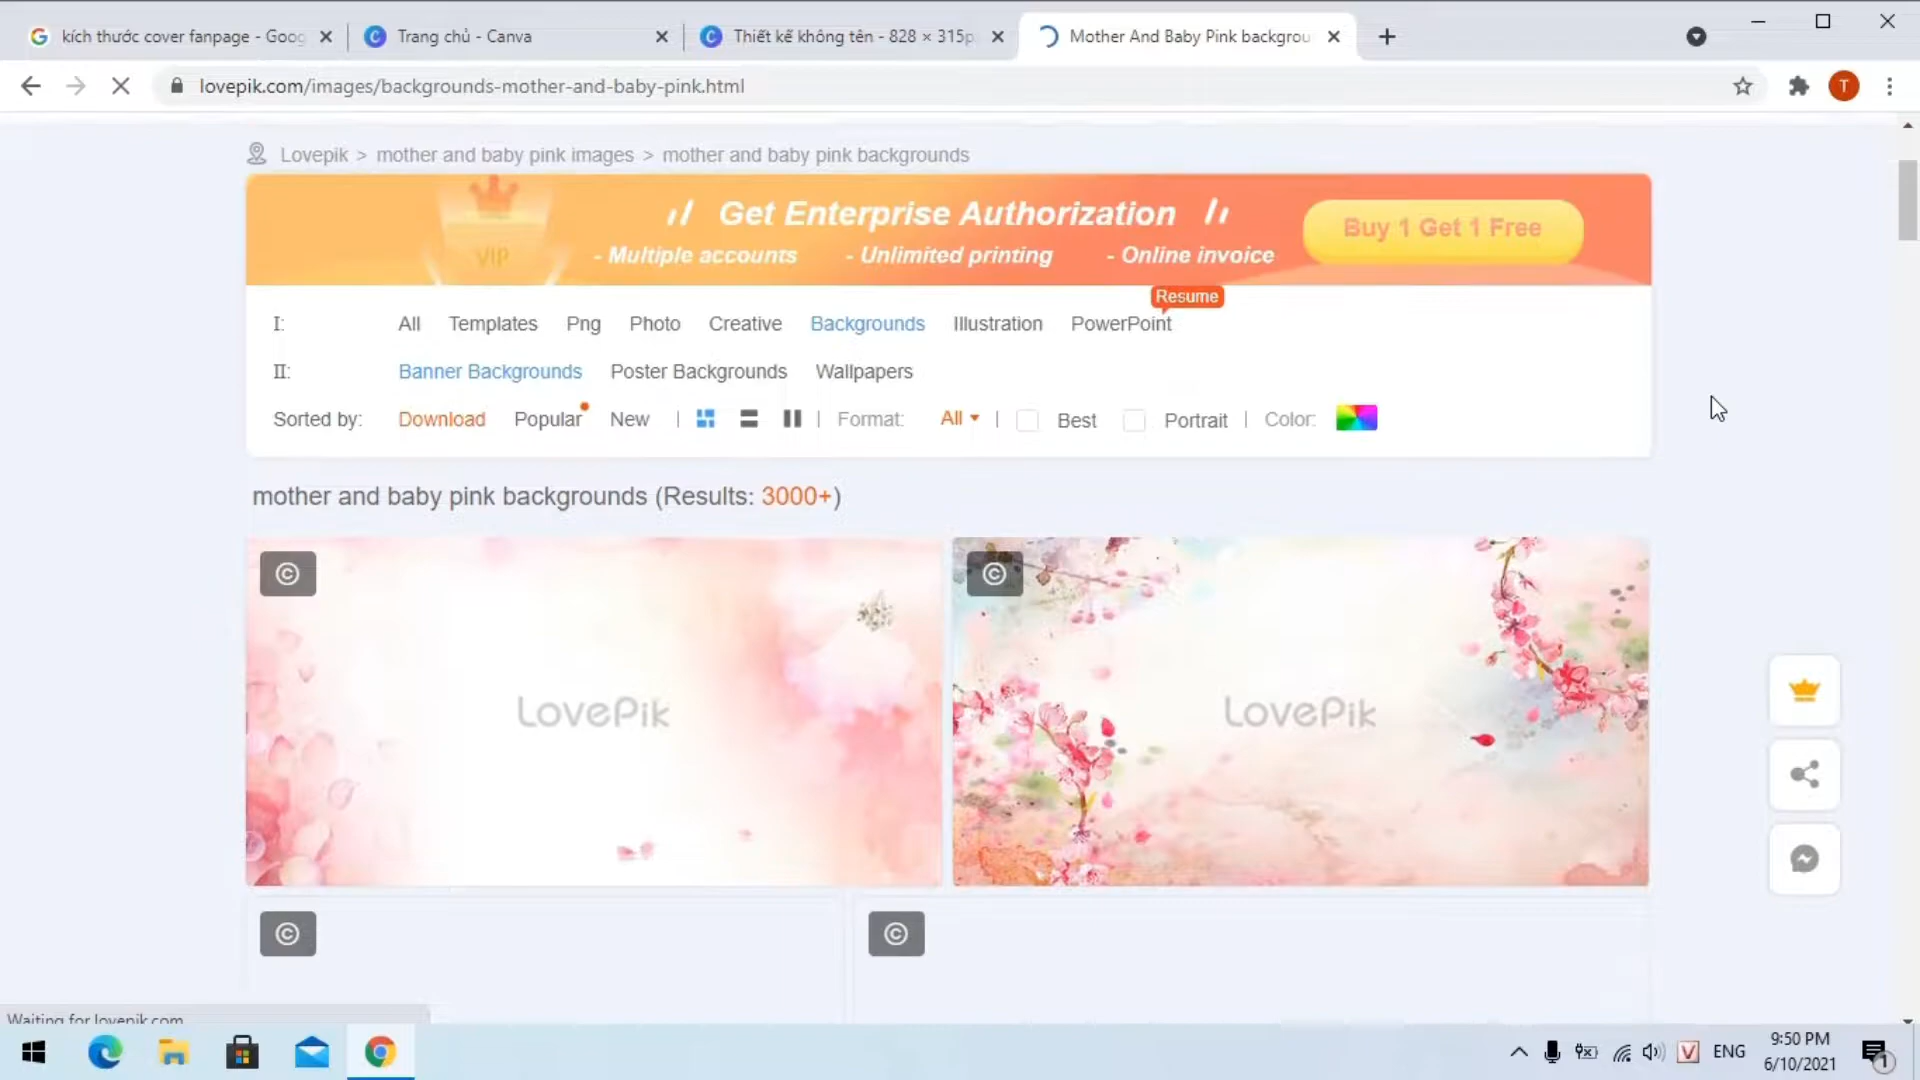 kích thước cover fanpage - Goog
Trang chủ - Canva
Thiết kế không tên - 828 × 315p
Mother And Baby Pink backgrou
lovepik.com/images/backgrounds-mother-and-baby-pink.html
T
Lovepik > mother and baby pink images > mother and baby pink backgrounds
VIP
Get Enterprise Authorization
- Multiple accounts - Unlimited printing - Online invoice
Buy 1 Get 1 Free
Resume
I: All Templates Png Photo Creative Backgrounds Illustration PowerPoint
II: Banner Backgrounds Poster Backgrounds Wallpapers
Sorted by: Download Popular New | | Format: All | Best Portrait | Color:
mother and baby pink backgrounds (Results: 3000+)
©
©
LovePik
LovePik
©
©
Waiting for lovepik.com
V ENG
9:50 PM
6/10/2021
1